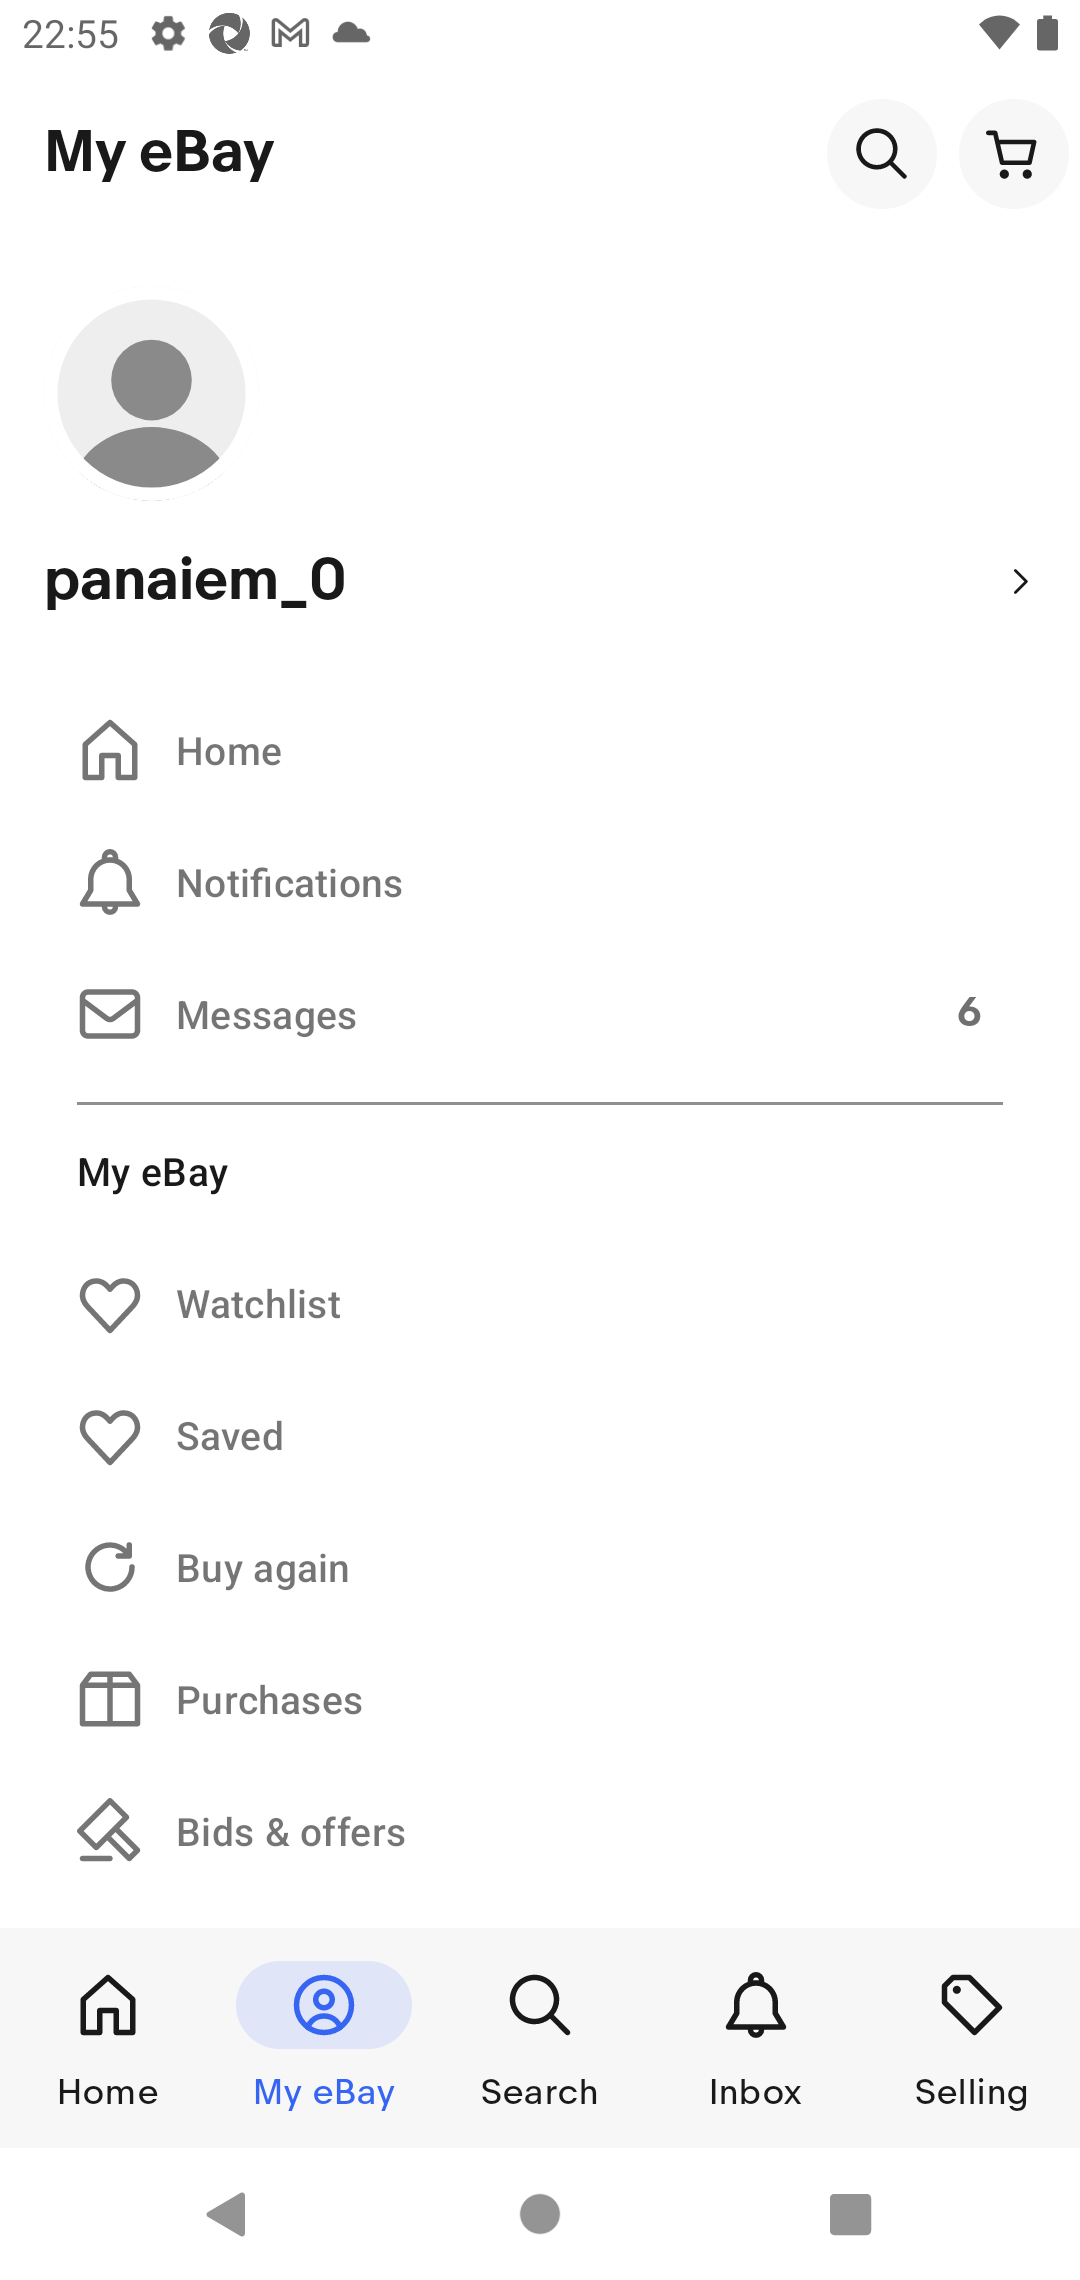 22:55
My eBay
panaiem_0
Home
Notifications
Messages 6
My eBay
Watchlist
Saved
Buy again
Purchases
Bids & offers
Home My eBay Search Inbox Selling